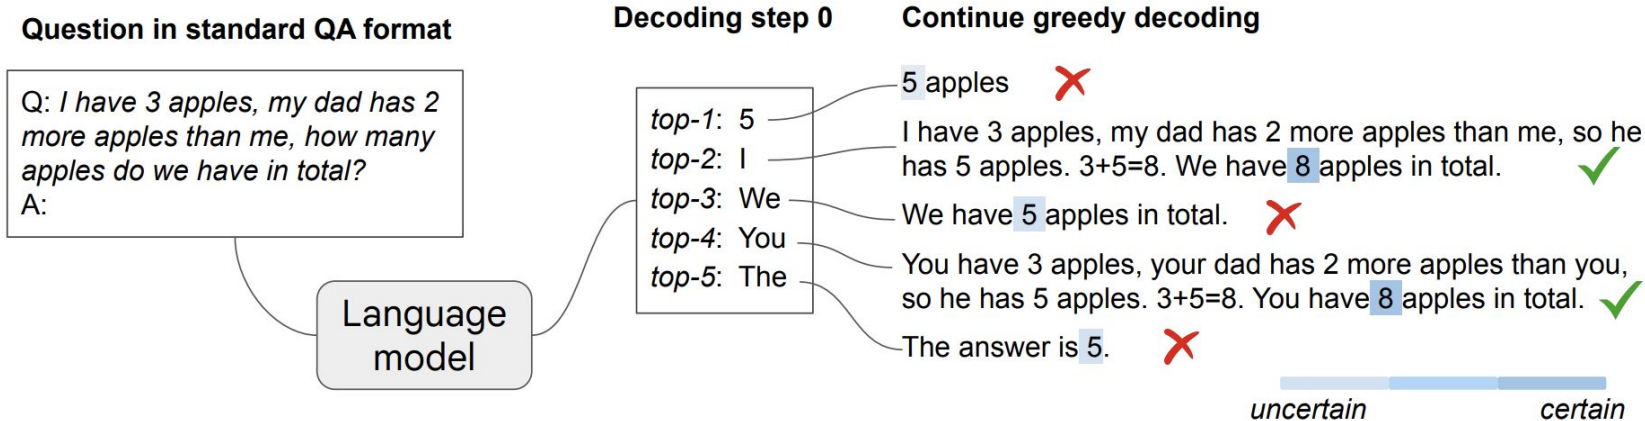 Question in standard QA format
Q: I have 3 apples, my dad has 2
more apples than me, how many
apples do we have in total?
A:
Language
model
Decoding step 0
top-1: 5
top-2: I
top-3: We
top-4: You
top-5: The
Continue greedy decoding
5 apples
I have 3 apples, my dad has 2 more apples than me, so he
has 5 apples. 3+5=8. We have 8 apples in total.
We have 5 apples in total.
You have 3 apples, your dad has 2 more apples than you,
so he has 5 apples. 3+5=8. You have 8 apples in total.
The answer is 5.
uncertain
certain